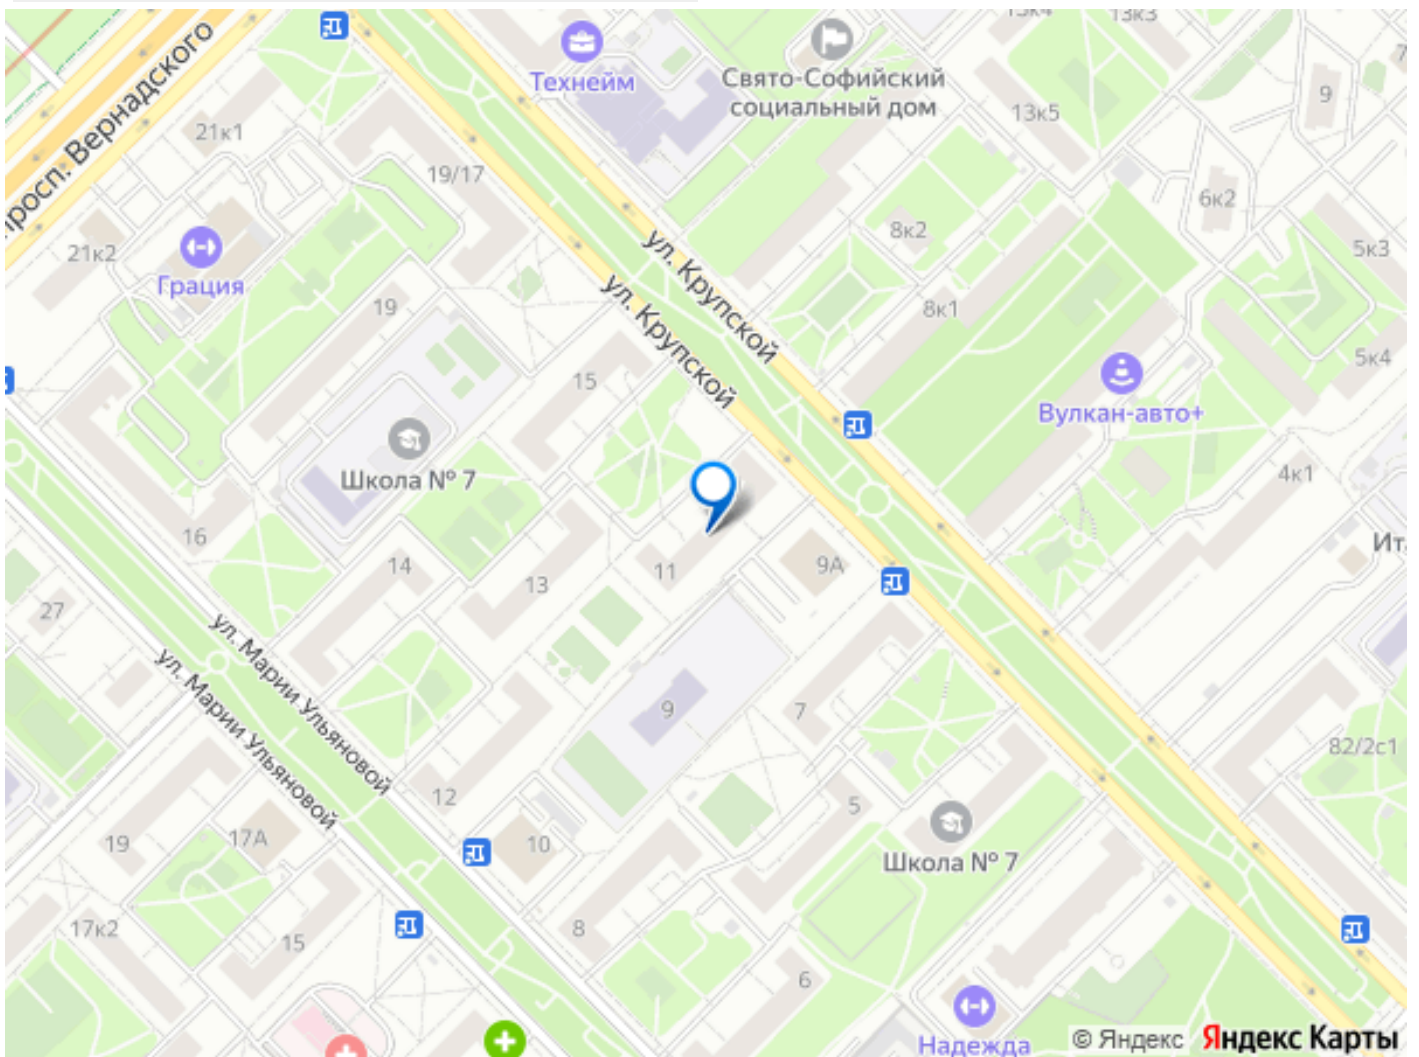 13к4
13к3
просп. Вернадского
Технейм
Свято-Софийский
социальный дом
9
13к5
21к1
19/17
6к2
8к2
21к2
5к3
ул. Крупской
ул. Крупской
Грация
19
8к1
5к4
15
Вулкан-авто+
Школа № 7
4к1
16
14
11
9А
13
27
ул. Марии Ульяновой
ул. Марии Ульяновой
9
7
82/2с1
12
5
19
17А
10
Школа № 7
17к2
15
8
6
Надежда
© Яндекс Яндекс Карты